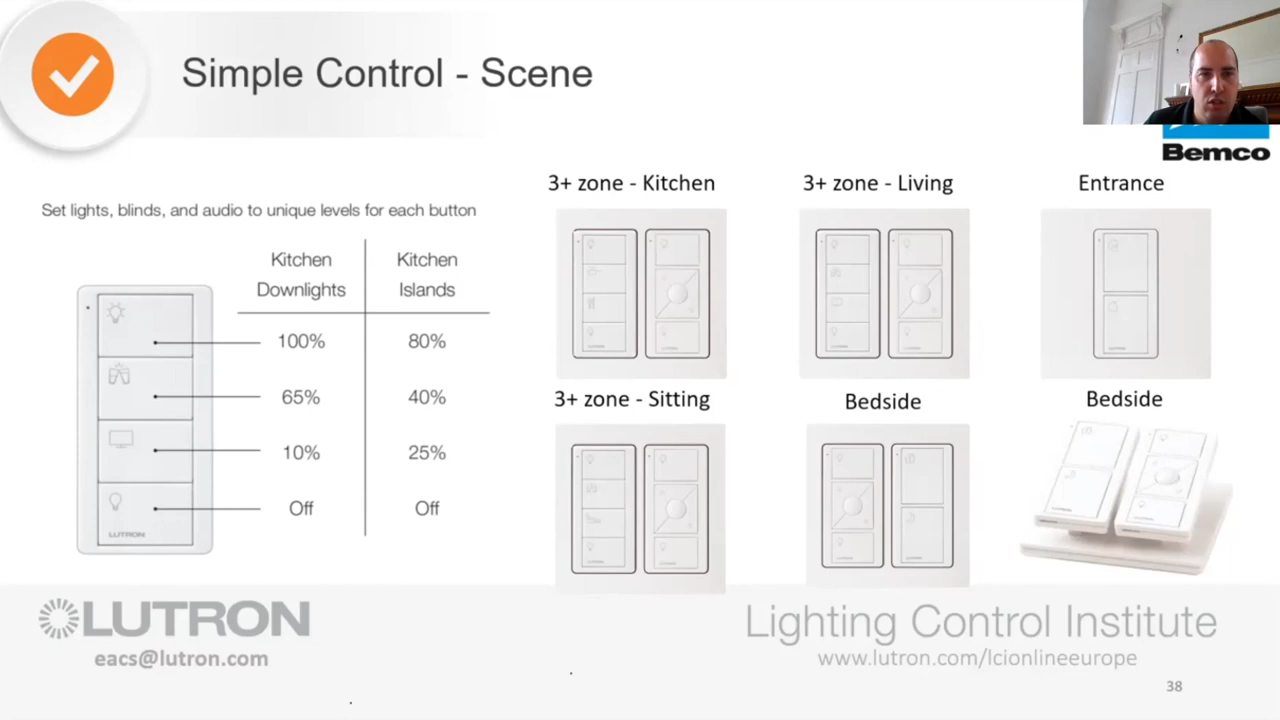 Simple Control - Scene
Bemco
Set lights, blinds, and audio to unique levels for each button
Kitchen
Downlights
Kitchen
Islands
100%
80%
65%
40%
10%
25%
Off
Off
LUTRON
3+ zone - Kitchen
3+ zone - Living
Entrance
3+ zone - Sitting
Bedside
Bedside
LUTRON
eacs@lutron.com
Lighting Control Institute
www.lutron.com/lcionlineeurope
38